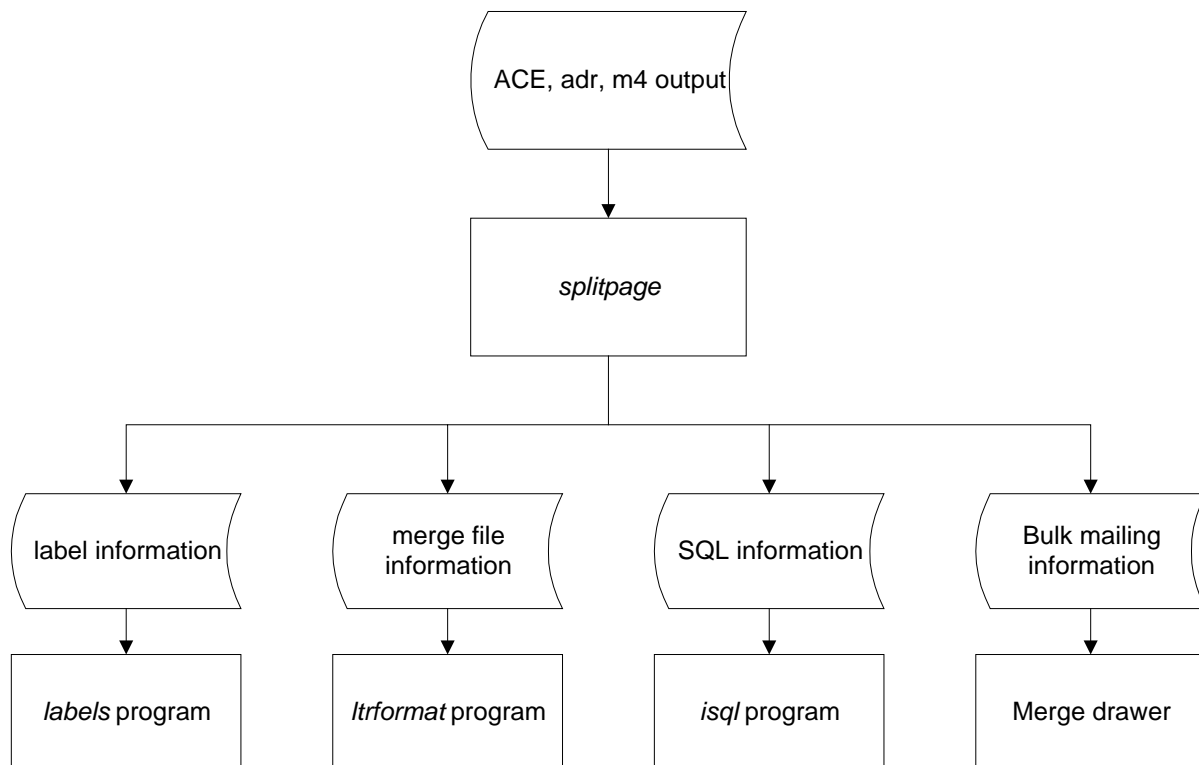 ACE, adr, m4 output
splitpage
label information
merge file
information
SQL information
Bulk mailing
information
labels program
ltrformat program
isql program
Merge drawer